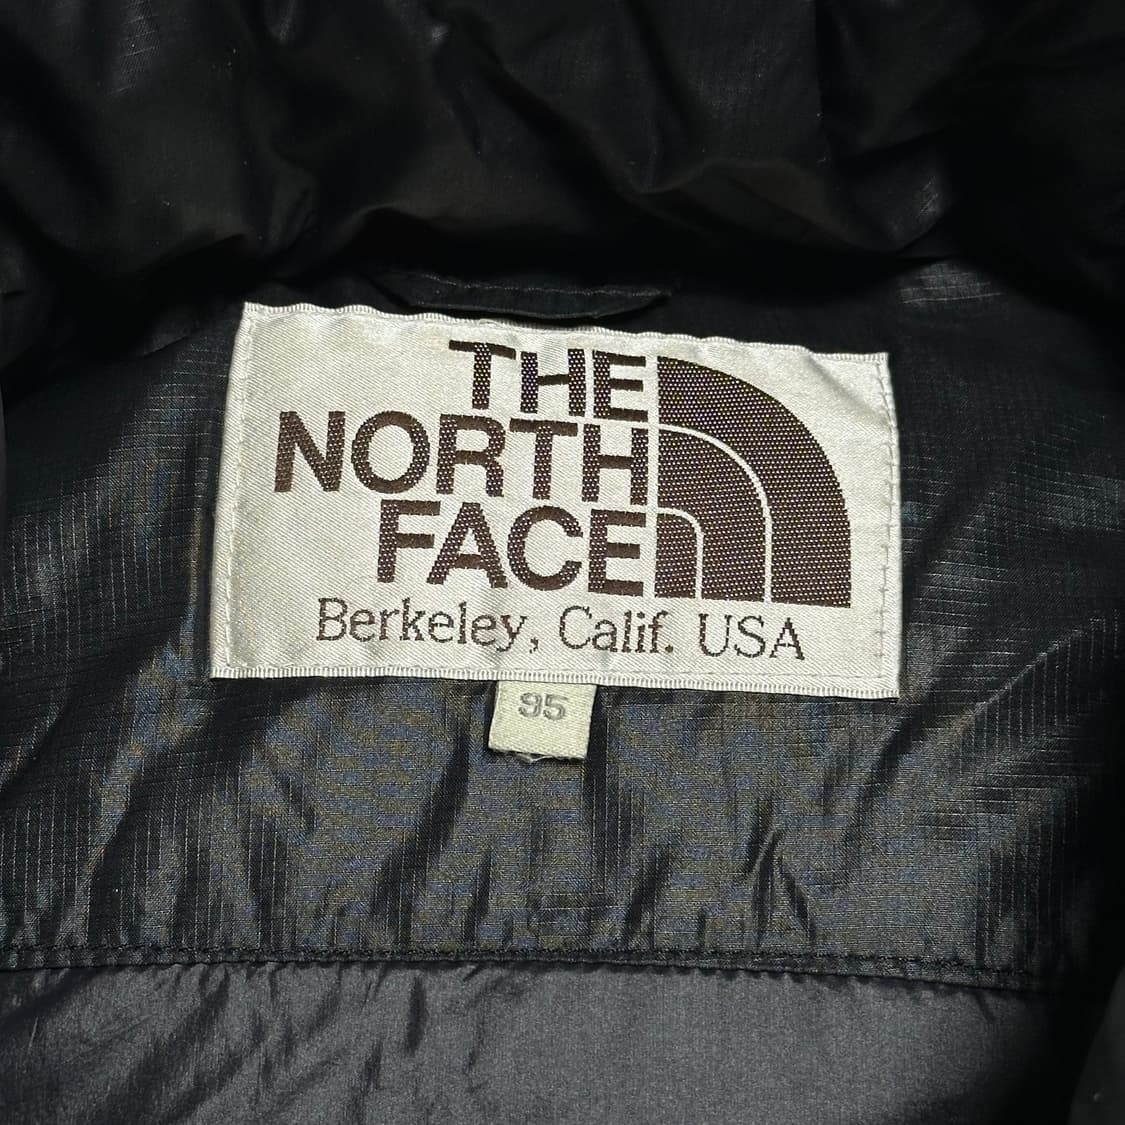 THE
NORTH
FACE
Berkeley, Calif. USA
95